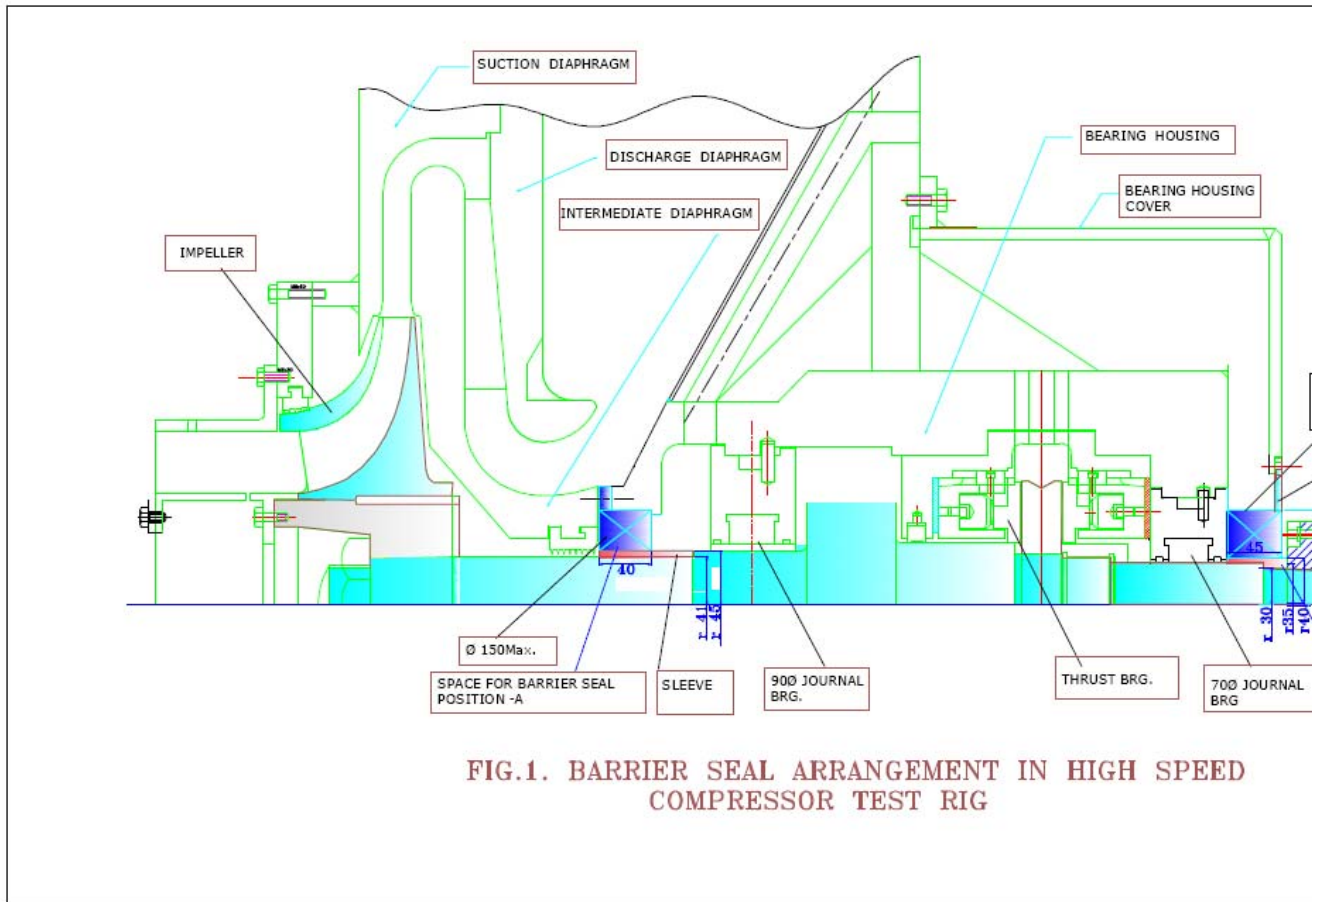 SUCTION DIAPHRAGM
DISCHARGE DIAPHRAGM
INTERMEDIATE DIAPHRAGM
BEARING HOUSING
BEARING HOUSING
COVER
IMPELLER
40
r 41
r 45
45
r 30
r35
r40
Ø 150Max.
SPACE FOR BARRIER SEAL
POSITION -A
SLEEVE
90Ø JOURNAL
BRG.
THRUST BRG.
70Ø JOURNAL
BRG
FIG.1. BARRIER SEAL ARRANGEMENT IN HIGH SPEED
COMPRESSOR TEST RIG